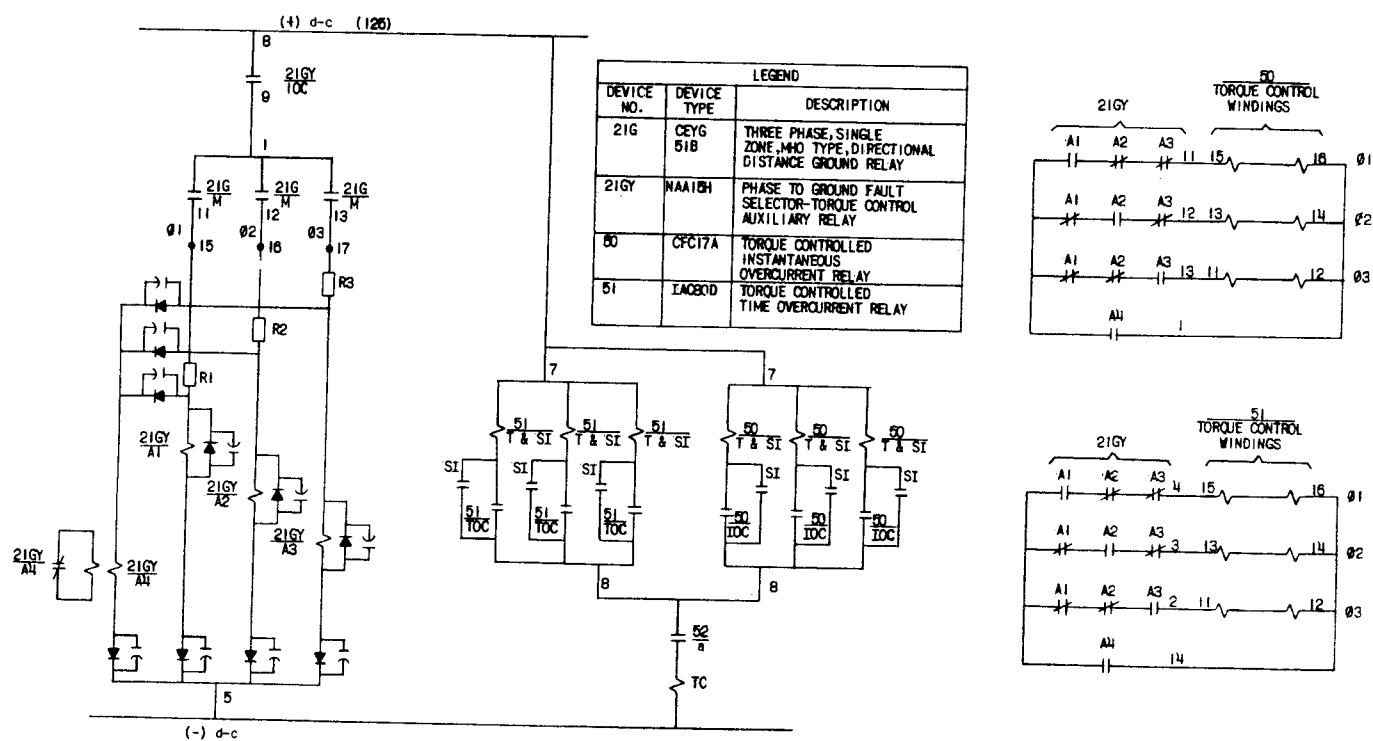 (+) d-c (125)
8
21GY
IOC
9
1
21G
M
21G
M
21G
M
11
12
13
Ø1
15
Ø2
16
Ø3
17
R3
R2
R1
21GY
A1
21GY
A2
21GY
A3
21GY
A4
21GY
A4
5
(-) d-c
LEGEND
DEVICE NO.
DEVICE TYPE
DESCRIPTION
21G
CEYG 51B
THREE PHASE, SINGLE
ZONE, MHO TYPE, DIRECTIONAL
DISTANCE GROUND RELAY
21GY
NAA15H
PHASE TO GROUND FAULT
SELECTOR-TORQUE CONTROL
AUXILIARY RELAY
50
CFC17A
TORQUE CONTROLLED
INSTANTANEOUS
OVERCURRENT RELAY
51
IAC80D
TORQUE CONTROLLED
TIME OVERCURRENT RELAY
7
7
51
T & SI
51
T & SI
51
T & SI
50
T & SI
50
T & SI
50
T & SI
SI
SI
SI
SI
SI
SI
51
TOC
51
TOC
51
TOC
50
IOC
50
IOC
50
IOC
8
8
52
a
TC
50
TORQUE CONTROL
WINDINGS
21GY
A1 A2 A3 11 15 16 Ø1
A1 A2 A3 12 13 14 Ø2
A1 A2 A3 13 11 12 Ø3
A4 1
51
TORQUE CONTROL
WINDINGS
21GY
A1 A2 A3 4 15 16 Ø1
A1 A2 A3 3 13 14 Ø2
A1 A2 A3 2 11 12 Ø3
A4 14